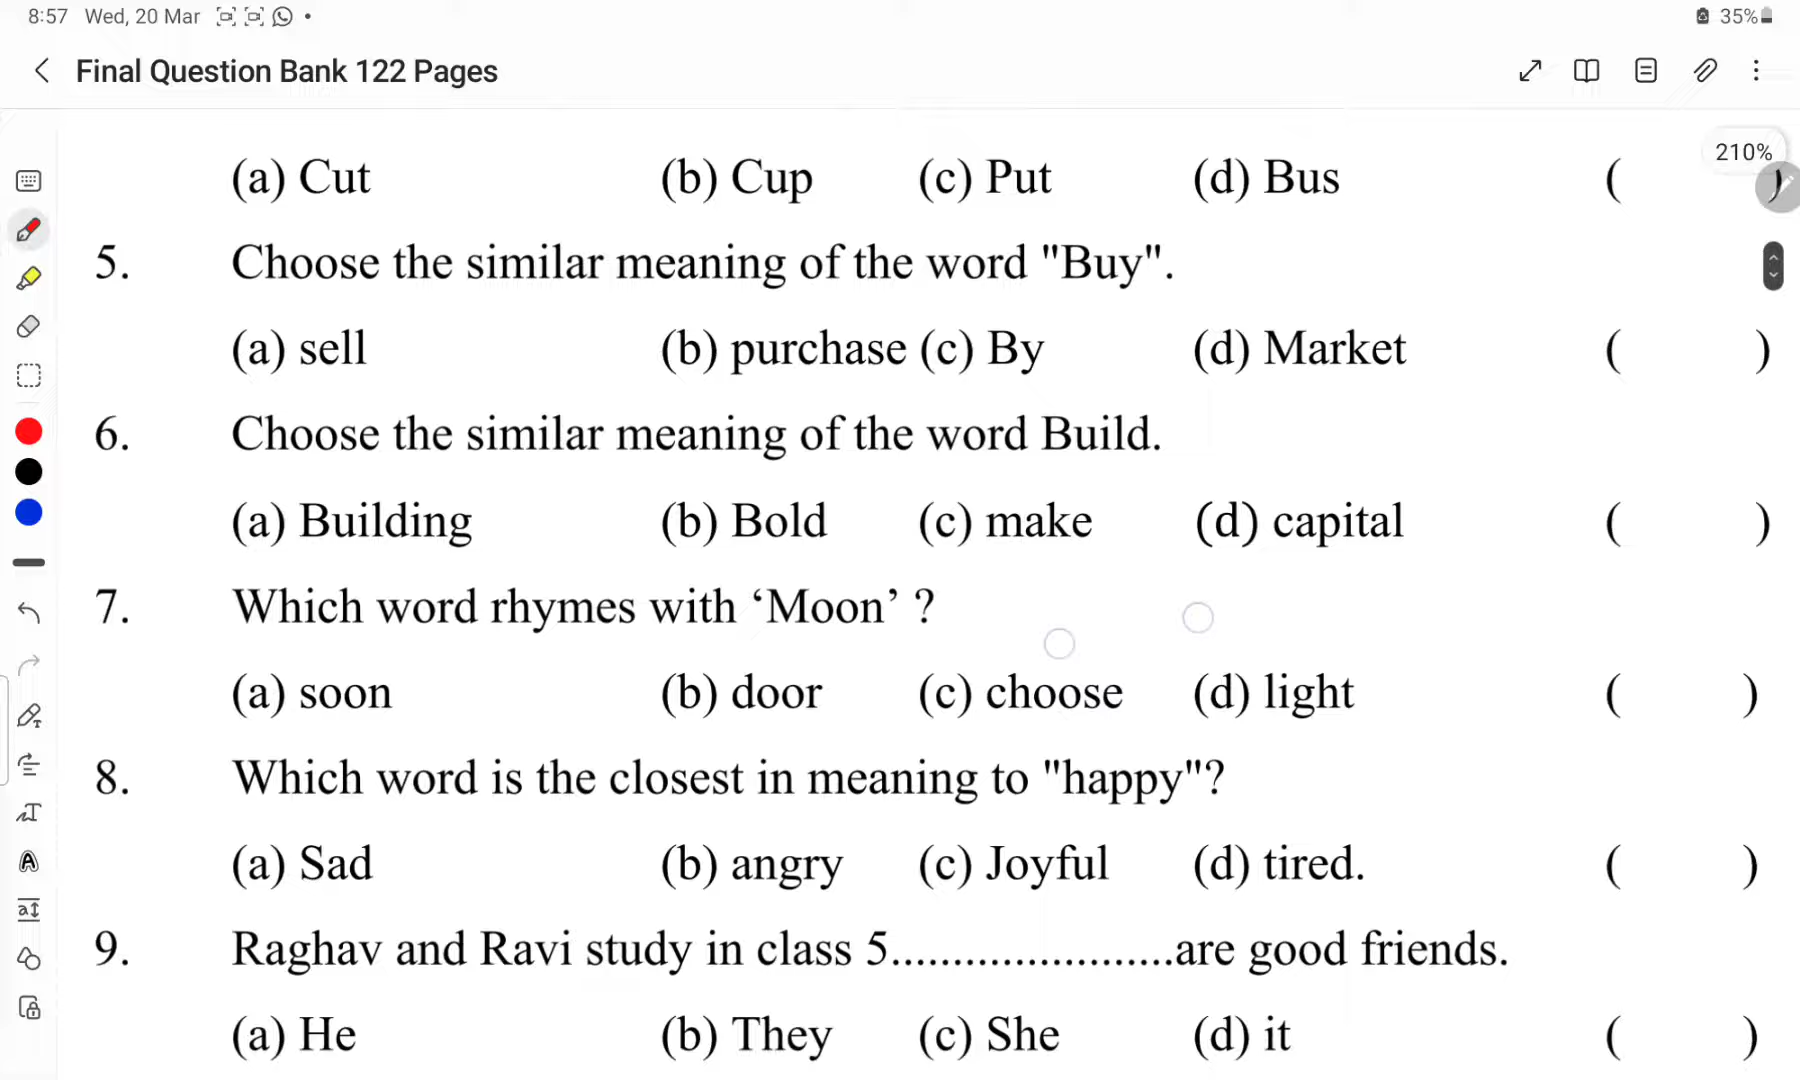 8:57 Wed, 20 Mar 35%
Final Question Bank 122 Pages
210%
(a) Cut (b) Cup (c) Put (d) Bus ( )
5. Choose the similar meaning of the word "Buy".
(a) sell (b) purchase (c) By (d) Market ( )
6. Choose the similar meaning of the word Build.
(a) Building (b) Bold (c) make (d) capital ( )
7. Which word rhymes with ‘Moon’ ?
(a) soon (b) door (c) choose (d) light ( )
8. Which word is the closest in meaning to "happy"?
(a) Sad (b) angry (c) Joyful (d) tired. ( )
9. Raghav and Ravi study in class 5.......................are good friends.
(a) He (b) They (c) She (d) it ( )